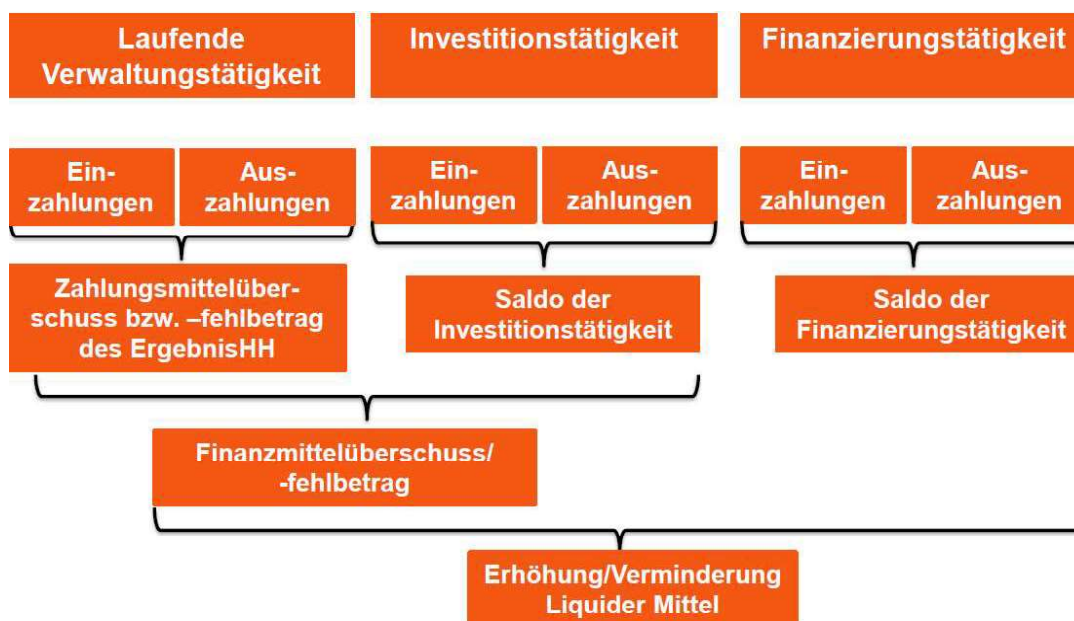 Laufende
Verwaltungstätigkeit
Investitionstätigkeit
Finanzierungstätigkeit
Ein-
zahlungen
Aus-
zahlungen
Ein-
zahlungen
Aus-
zahlungen
Ein-
zahlungen
Aus-
zahlungen
Zahlungsmittelüber-
schuss bzw. –fehlbetrag
des ErgebnisHH
Saldo der
Investitionstätigkeit
Saldo der
Finanzierungstätigkeit
Finanzmittelüberschuss/
-fehlbetrag
Erhöhung/Verminderung
Liquider Mittel